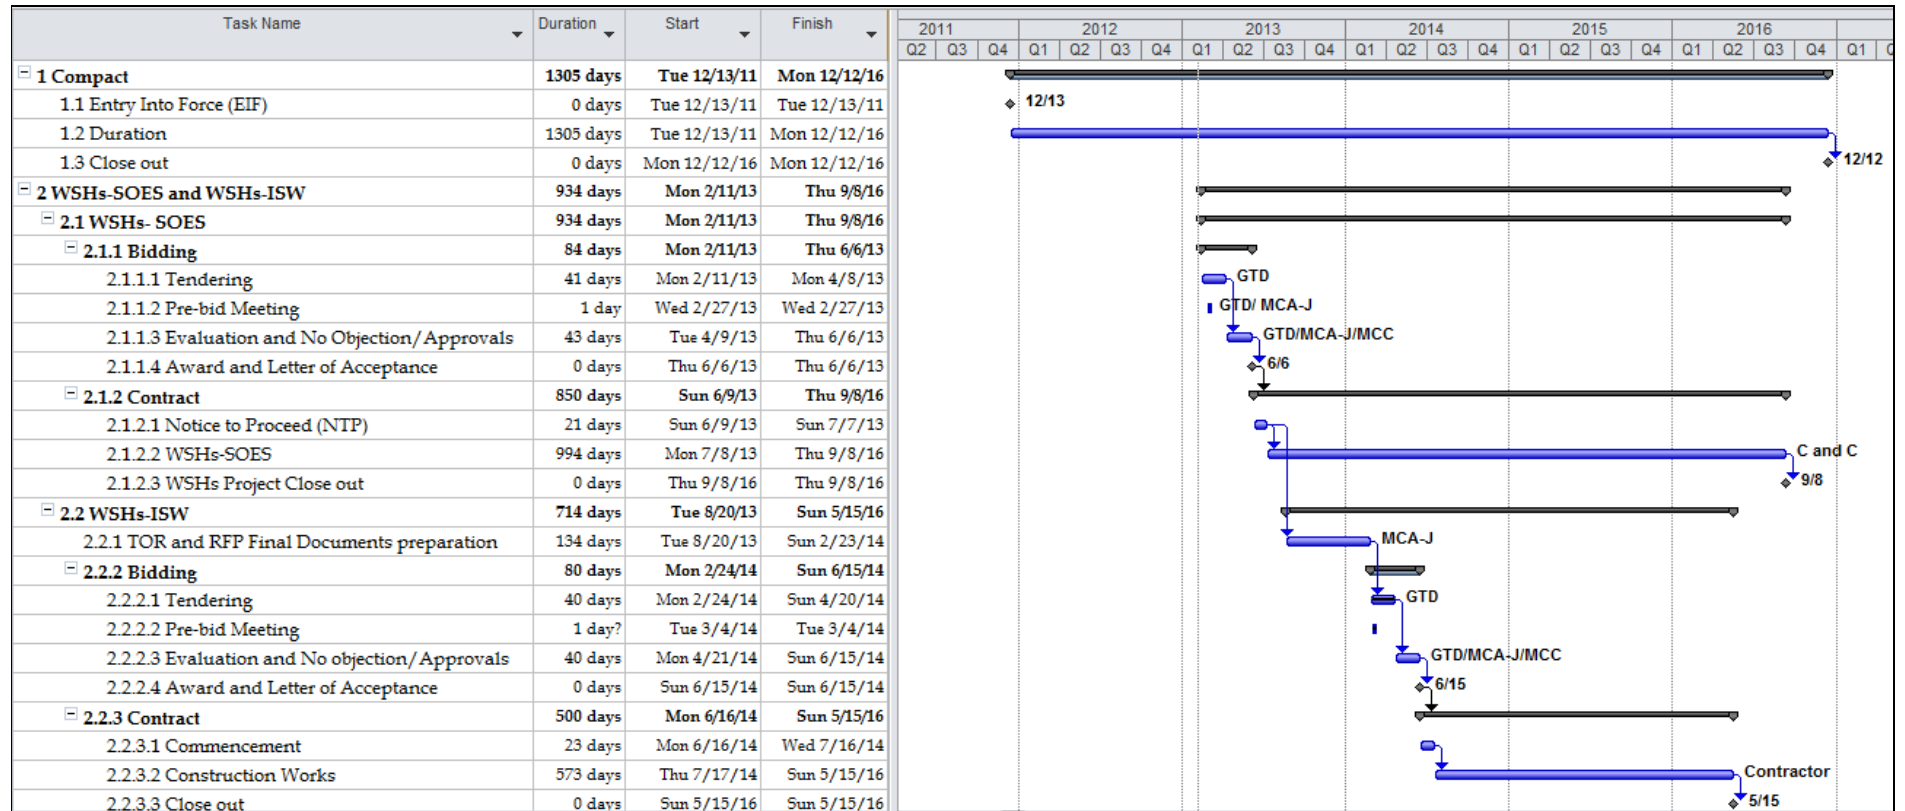 Task Name Duration Start Finish
2011 2012 2013 2014 2015 2016
Q2 Q3 Q4 Q1 Q2 Q3 Q4 Q1 Q2 Q3 Q4 Q1 Q2 Q3 Q4 Q1 Q2 Q3 Q4 Q1 Q2 Q3 Q4 Q1
1 Compact 1305 days Tue 12/13/11 Mon 12/12/16
1.1 Entry Into Force (EIF) 0 days Tue 12/13/11 Tue 12/13/11 12/13
1.2 Duration 1305 days Tue 12/13/11 Mon 12/12/16
1.3 Close out 0 days Mon 12/12/16 Mon 12/12/16 12/12
2 WSHs-SOES and WSHs-ISW 934 days Mon 2/11/13 Thu 9/8/16
2.1 WSHs- SOES 934 days Mon 2/11/13 Thu 9/8/16
2.1.1 Bidding 84 days Mon 2/11/13 Thu 6/6/13
2.1.1.1 Tendering 41 days Mon 2/11/13 Mon 4/8/13 GTD
2.1.1.2 Pre-bid Meeting 1 day Wed 2/27/13 Wed 2/27/13 GTD/ MCA-J
2.1.1.3 Evaluation and No Objection/Approvals 43 days Tue 4/9/13 Thu 6/6/13 GTD/MCA-J/MCC
2.1.1.4 Award and Letter of Acceptance 0 days Thu 6/6/13 Thu 6/6/13 6/6
2.1.2 Contract 850 days Sun 6/9/13 Thu 9/8/16
2.1.2.1 Notice to Proceed (NTP) 21 days Sun 6/9/13 Sun 7/7/13
2.1.2.2 WSHs-SOES 994 days Mon 7/8/13 Thu 9/8/16 C and C
2.1.2.3 WSHs Project Close out 0 days Thu 9/8/16 Thu 9/8/16 9/8
2.2 WSHs-ISW 714 days Tue 8/20/13 Sun 5/15/16
2.2.1 TOR and RFP Final Documents preparation 134 days Tue 8/20/13 Sun 2/23/14 MCA-J
2.2.2 Bidding 80 days Mon 2/24/14 Sun 6/15/14
2.2.2.1 Tendering 40 days Mon 2/24/14 Sun 4/20/14 GTD
2.2.2.2 Pre-bid Meeting 1 day? Tue 3/4/14 Tue 3/4/14
2.2.2.3 Evaluation and No objection/Approvals 40 days Mon 4/21/14 Sun 6/15/14 GTD/MCA-J/MCC
2.2.2.4 Award and Letter of Acceptance 0 days Sun 6/15/14 Sun 6/15/14 6/15
2.2.3 Contract 500 days Mon 6/16/14 Sun 5/15/16
2.2.3.1 Commencement 23 days Mon 6/16/14 Wed 7/16/14
2.2.3.2 Construction Works 573 days Thu 7/17/14 Sun 5/15/16 Contractor
2.2.3.3 Close out 0 days Sun 5/15/16 Sun 5/15/16 5/15